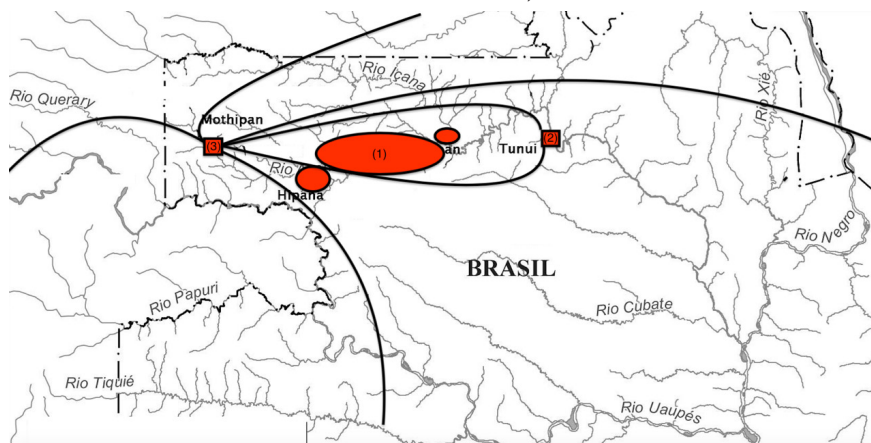 Rio Içana
Rio Querary
Rio Xié
Mothipan
(3)
(1)
(2)
Tunui
Hipana
Rio Negro
BRASIL
Rio Papuri
Rio Cubate
Rio Tiquié
Rio Uaupés